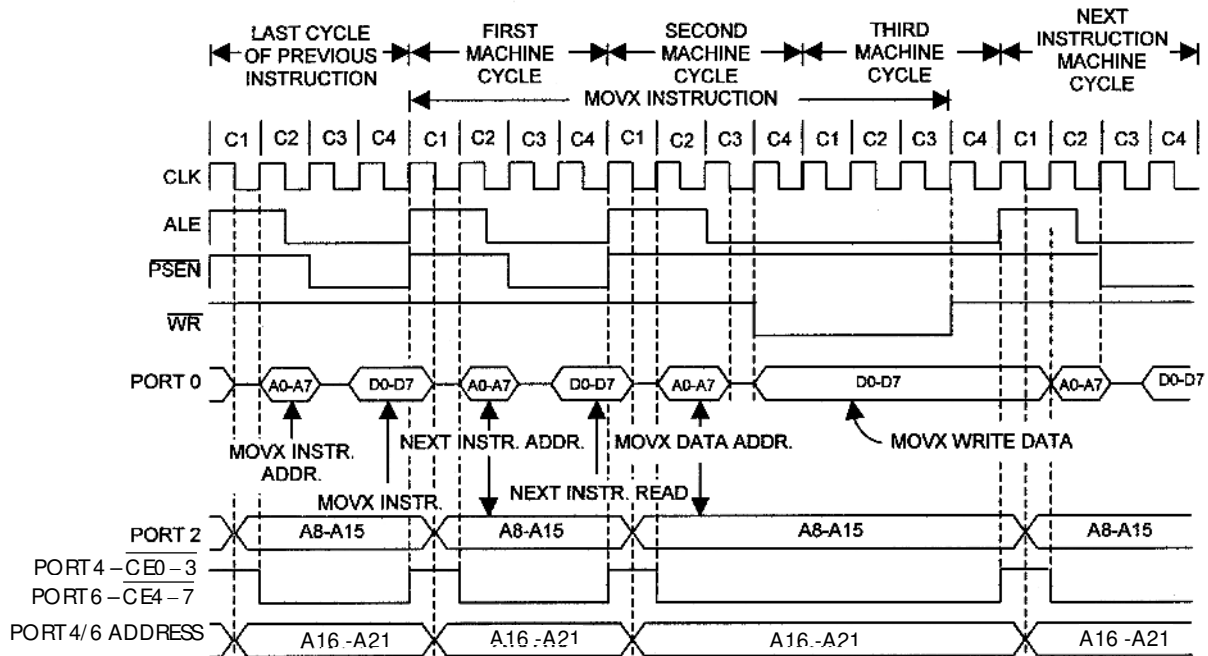 LAST CYCLE OF PREVIOUS INSTRUCTION
FIRST MACHINE CYCLE
SECOND MACHINE CYCLE
THIRD MACHINE CYCLE
NEXT INSTRUCTION MACHINE CYCLE
MOVX INSTRUCTION
C1 C2 C3 C4 C1 C2 C3 C4 C1 C2 C3 C4 C1 C2 C3 C4 C1 C2 C3 C4
CLK
ALE
PSEN
WR
PORT 0 A0-A7 D0-D7 A0-A7 D0-D7 A0-A7 D0-D7 A0-A7 D0-D7
MOVX INSTR. ADDR.
NEXT INSTR. ADDR.
MOVX DATA ADDR.
MOVX WRITE DATA
MOVX INSTR.
NEXT INSTR. READ
PORT 2 A8-A15 A8-A15 A8-A15 A8-A15
PORT 4 – CE0 – 3
PORT 6 – CE4 – 7
PORT 4/6 ADDRESS A16.-A21 A16.-A21 A16.-A21 A16 -A21